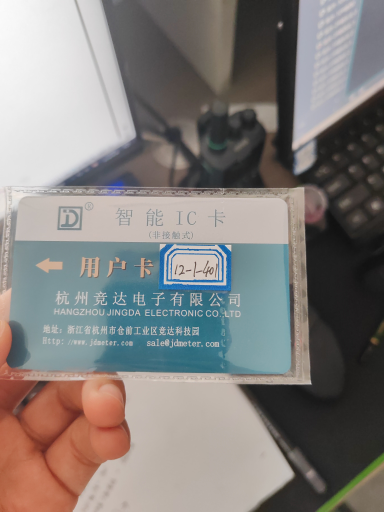 JD®
智能IC卡
(非接触式)
用户卡 12-1-401
杭州竞达电子有限公司
HANGZHOU JINGDA ELECTRONIC CO.,LTD
地址：浙江省杭州市仓前工业区竞达科技园
Http://www.jdmeter.com sale@jdmeter.com